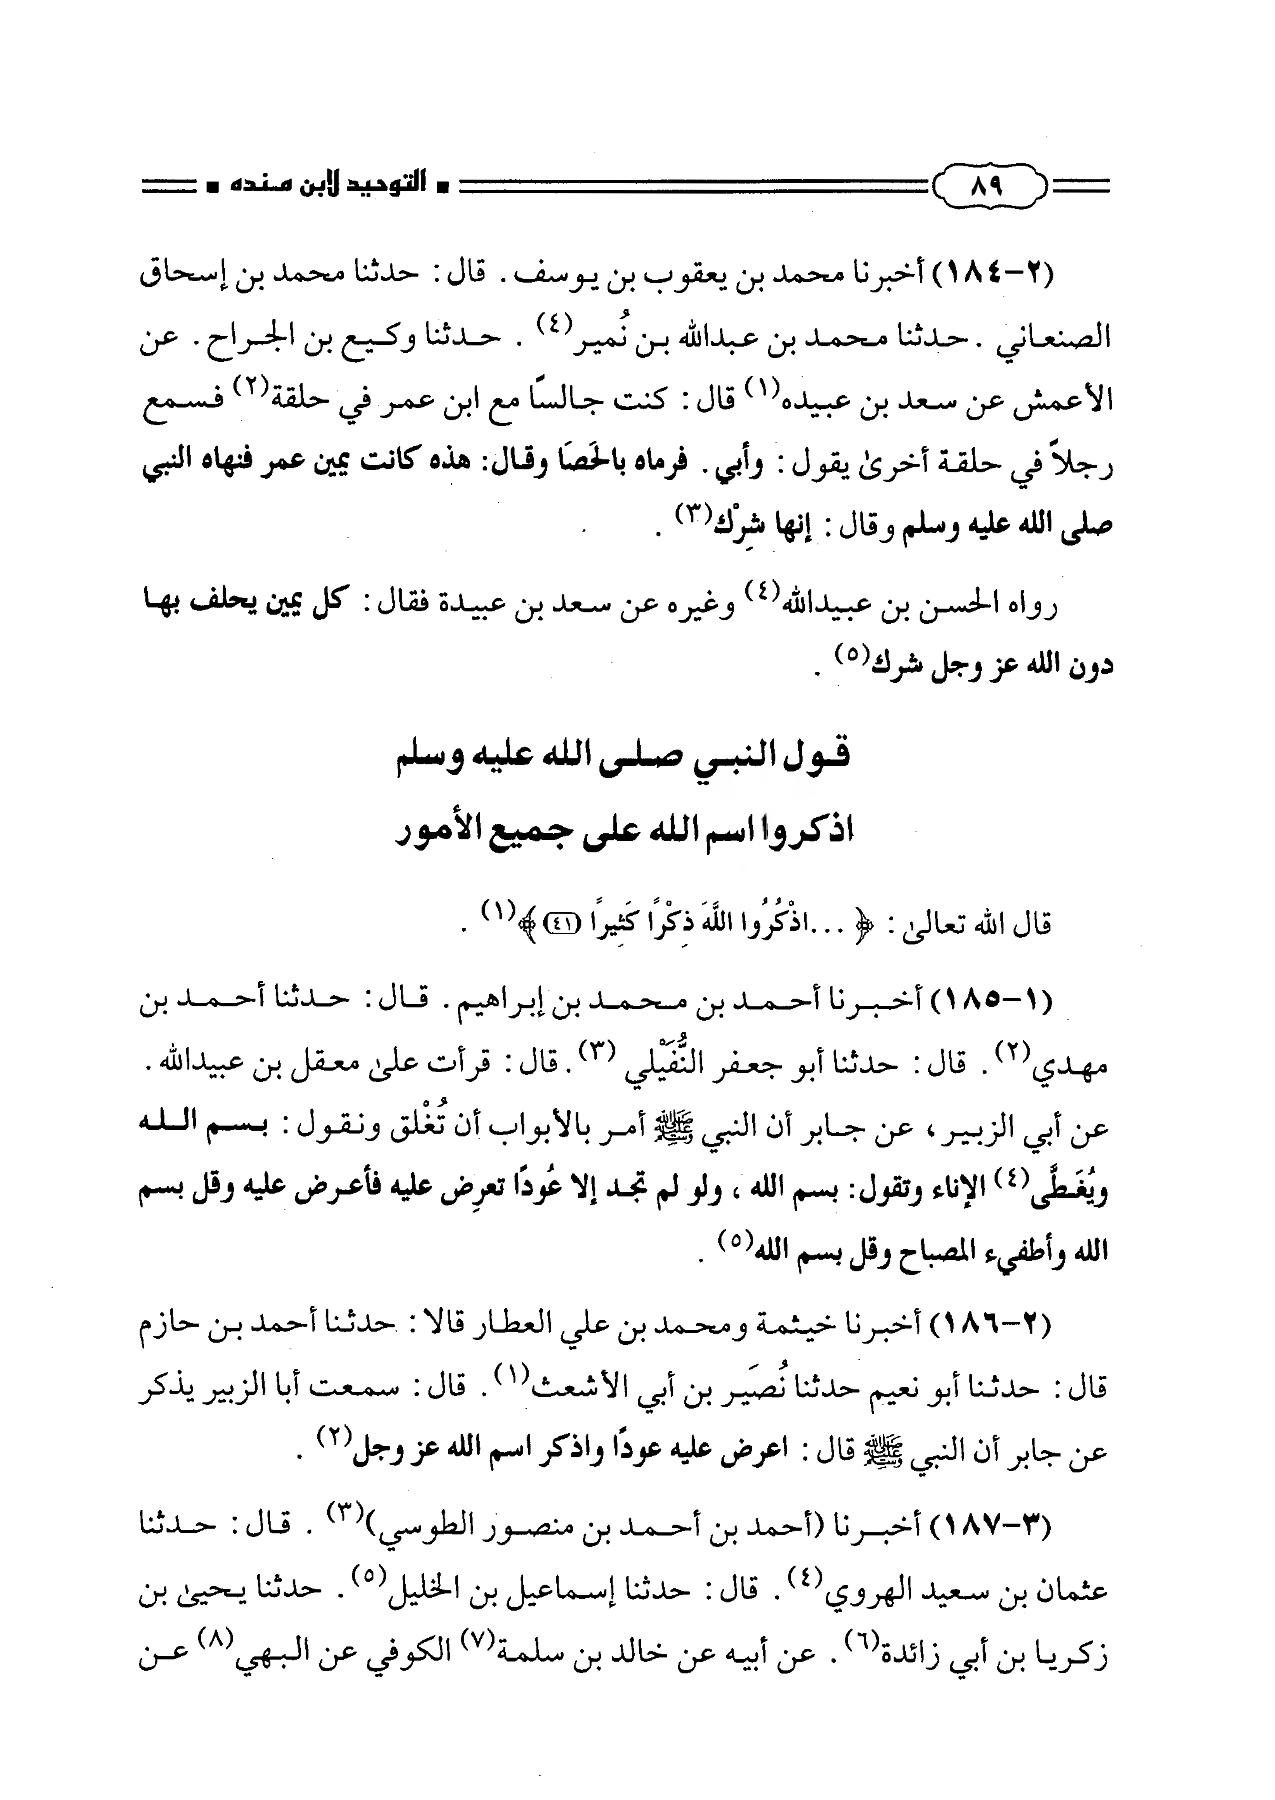 ٨٩ ▪ التوحيد لابن منده ▪
(٢-١٨٤) أخبرنا محمد بن يعقوب بن يوسف. قال: حدثنا محمد بن إسحاق
الصنعاني. حدثنا محمد بن عبدالله بن نُمير(٤). حدثنا وكيع بن الجراح. عن
الأعمش عن سعد بن عبيده(١) قال: كنت جالسًا مع ابن عمر في حلقة(٢) فسمع
رجلاً في حلقة أخرىٰ يقول: وأبي. فرماه بالحَصَا وقال: هذه كانت يمين عمر فنهاه النبي
صلى الله عليه وسلم وقال: إنها شِرْك(٣).
رواه الحسن بن عبيدالله(٤) وغيره عن سعد بن عبيدة فقال: كل يمين يحلف بها
دون الله عز وجل شرك(٥).
قول النبي صلى الله عليه وسلم
اذكروا اسم الله على جميع الأمور
قال الله تعالىٰ: ﴿ ...اذْكُرُوا اللَّهَ ذِكْرًا كَثِيرًا (٤١)﴾(١).
(١-١٨٥) أخبرنا أحمد بن محمد بن إبراهيم. قال: حدثنا أحمد بن
مهدي(٢). قال: حدثنا أبو جعفر النُّفَيْلي(٣). قال: قرأت علىٰ معقل بن عبيدالله.
عن أبي الزبير، عن جابر أن النبي ﷺ أمر بالأبواب أن تُغْلق ونقول: بسم الله
ويُغَطَّى(٤) الإناء وتقول: بسم الله، ولو لم تجد إلا عُودًا تعرِض عليه فأعرض عليه وقل بسم
الله وأطفيء المصباح وقل بسم الله(٥).
(٢-١٨٦) أخبرنا خيثمة ومحمد بن علي العطار قالا: حدثنا أحمد بن حازم
قال: حدثنا أبو نعيم حدثنا نُصَير بن أبي الأشعث(١). قال: سمعت أبا الزبير يذكر
عن جابر أن النبي ﷺ قال: اعرض عليه عودًا واذكر اسم الله عز وجل(٢).
(٣-١٨٧) أخبرنا (أحمد بن أحمد بن منصور الطوسي)(٣). قال: حدثنا
عثمان بن سعيد الهروي(٤). قال: حدثنا إسماعيل بن الخليل(٥). حدثنا يحيىٰ بن
زكريا بن أبي زائدة(٦). عن أبيه عن خالد بن سلمة(٧) الكوفي عن البهي(٨) عن